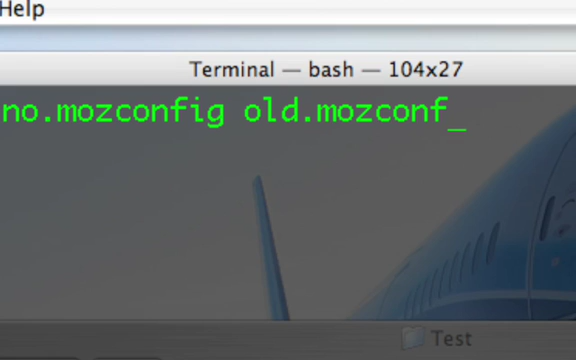 Help
Terminal — bash — 104x27
no.mozconfig old.mozconf_
Test